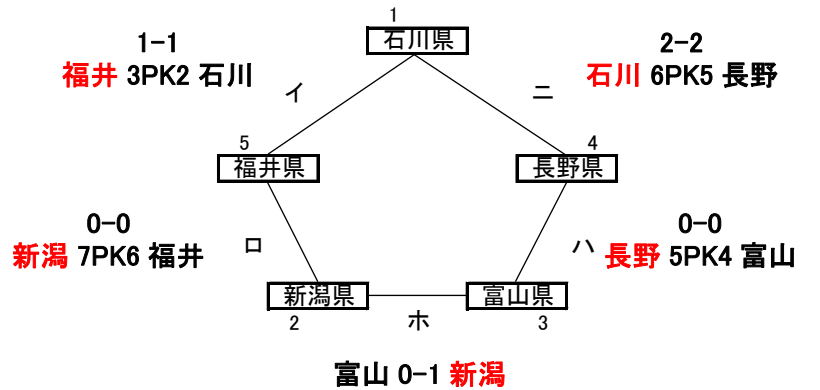 1
石川県
1-1
福井 3PK2 石川
2-2
石川 6PK5 長野
イ
ニ
5
福井県
4
長野県
0-0
新潟 7PK6 福井
ロ
ハ
0-0
長野 5PK4 富山
新潟県
2
ホ
富山県
3
富山 0-1 新潟